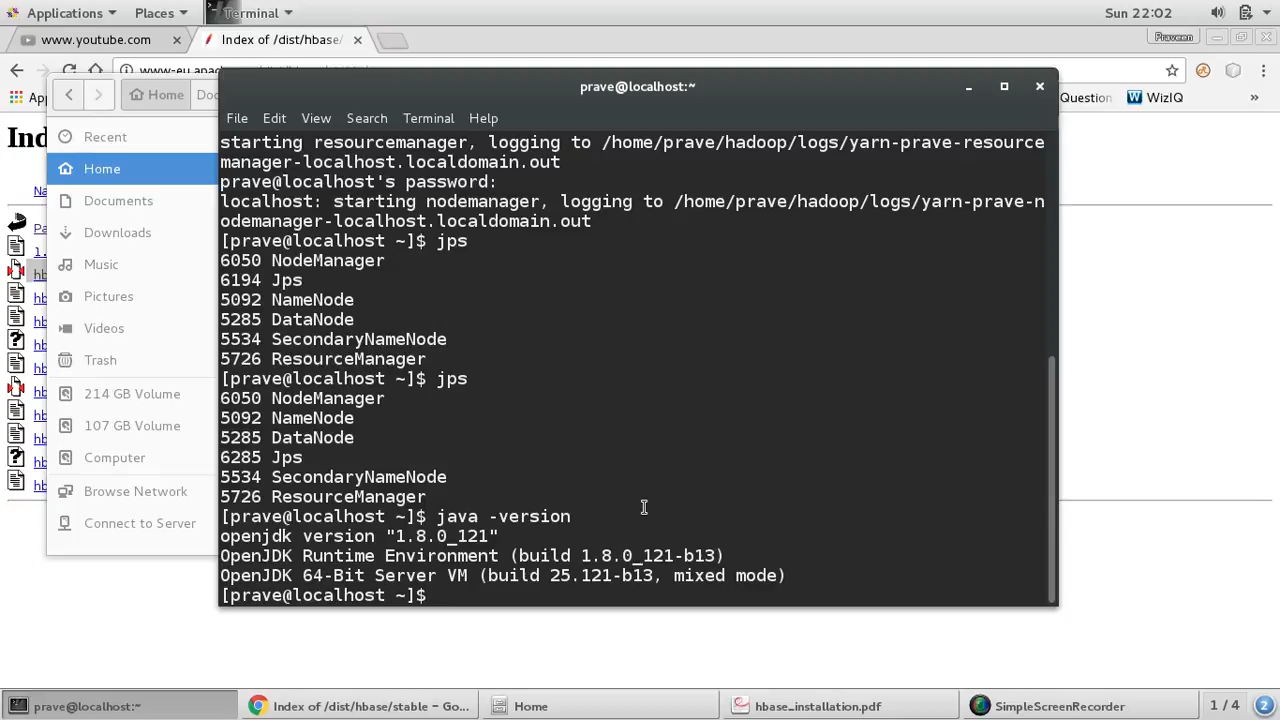 Applications Places Terminal Sun 22:02
www.youtube.com Index of /dist/hbase/ Praveen
Question WizIQ »
prave@localhost:~
Home
File Edit View Search Terminal Help
Recent
Home
Documents
Downloads
Music
Pictures
Videos
Trash
214 GB Volume
107 GB Volume
Computer
Browse Network
Connect to Server
starting resourcemanager, logging to /home/prave/hadoop/logs/yarn-prave-resource
manager-localhost.localdomain.out
prave@localhost's password:
localhost: starting nodemanager, logging to /home/prave/hadoop/logs/yarn-prave-n
odemanager-localhost.localdomain.out
[prave@localhost ~]$ jps
6050 NodeManager
6194 Jps
5092 NameNode
5285 DataNode
5534 SecondaryNameNode
5726 ResourceManager
[prave@localhost ~]$ jps
6050 NodeManager
5092 NameNode
5285 DataNode
6285 Jps
5534 SecondaryNameNode
5726 ResourceManager
[prave@localhost ~]$ java -version
openjdk version "1.8.0_121"
OpenJDK Runtime Environment (build 1.8.0_121-b13)
OpenJDK 64-Bit Server VM (build 25.121-b13, mixed mode)
[prave@localhost ~]$
prave@localhost:~ Index of /dist/hbase/stable - Go... Home hbase_installation.pdf SimpleScreenRecorder 1 / 4 2